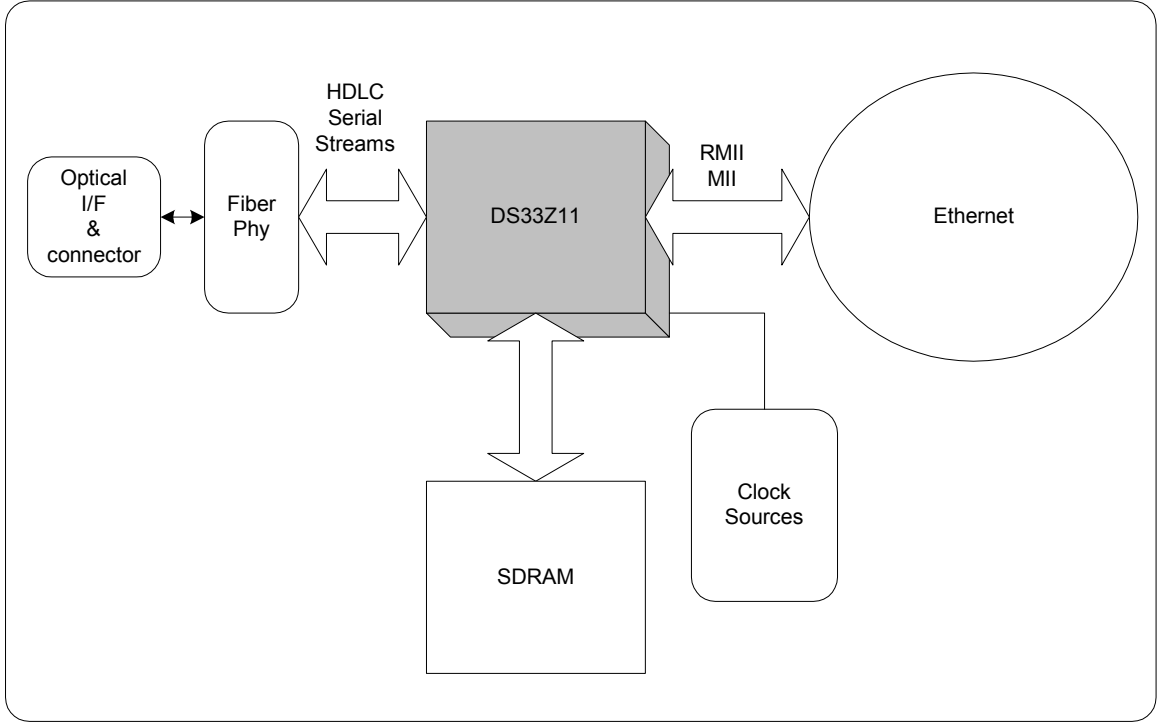 HDLC
Serial
Streams
Optical
I/F
&
connector
Fiber
Phy
DS33Z11
RMII
MII
Ethernet
Clock
Sources
SDRAM